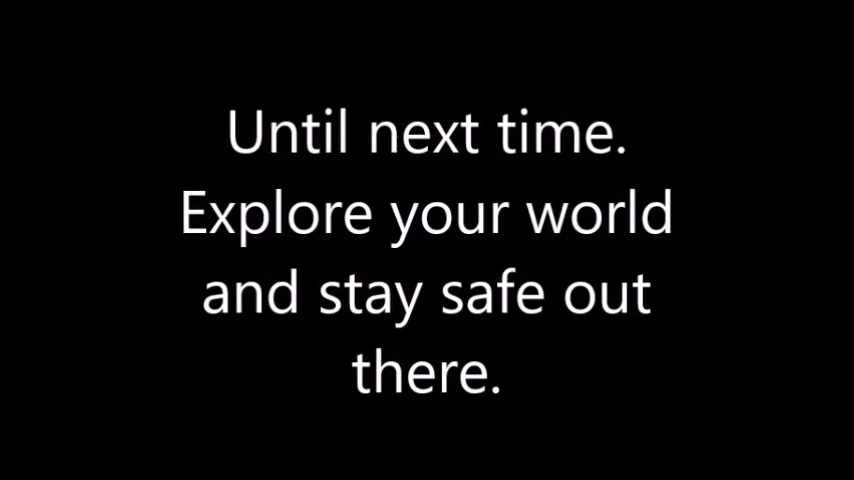 Until next time.
Explore your world
and stay safe out
there.